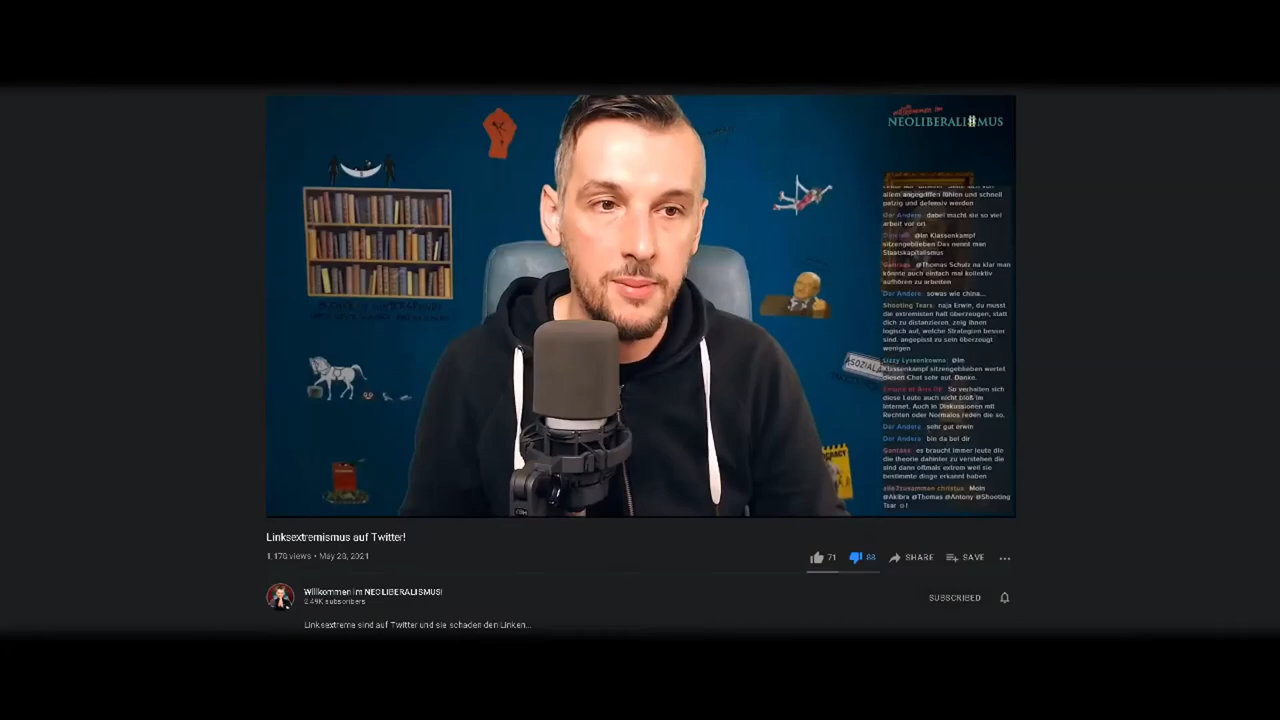 willkommen im
NEOLIBERALISMUS
allem angegriffen fühlen und schnell
patzig und defensiv werden
Der Andere: dabei macht sie so viel
arbeit vor ort
@Im Klassenkampf
sitzengeblieben Das nennt man
Staatskapitalismus
@Thomas Schutz na klar man
könnte auch einfach mal kollektiv
aufhören zu arbeiten
Der Andere: sowas wie china...
Shooting Tears: naja Erwin, du musst
die extremisten halt überzeugen, statt
dich zu distanzieren, zeig ihnen
logisch auf, welche Strategien besser
sind. angepisst zu sein überzeugt
wenigen
Lizzy Lyssenkowna: @im
Klassenkampf sitzengeblieben wertet
diesen Chat sehr auf. Danke.
So verhalten sich
diese Leute auch nicht bloß im
Internet. Auch in Diskussionen mit
Rechten oder Normalos reden die so.
Der Andere: sehr gut erwin
Der Andere: bin da bei dir
es braucht immer leute die
die theorie dahinter zu verstehen die
sind dann oftmals extrem weil sie
bestimmte dinge erkannt haben
Moin
@Akibra @Thomas @Antony @Shooting
Tear
ASOZIAL
Linksextremismus auf Twitter!
1,178 views • May 28, 2021
71
88
SHARE
SAVE
Willkommen im NEOLIBERALISMUS!
2.49K subscribers
SUBSCRIBED
Linksextreme sind auf Twitter und sie schaden den Linken...